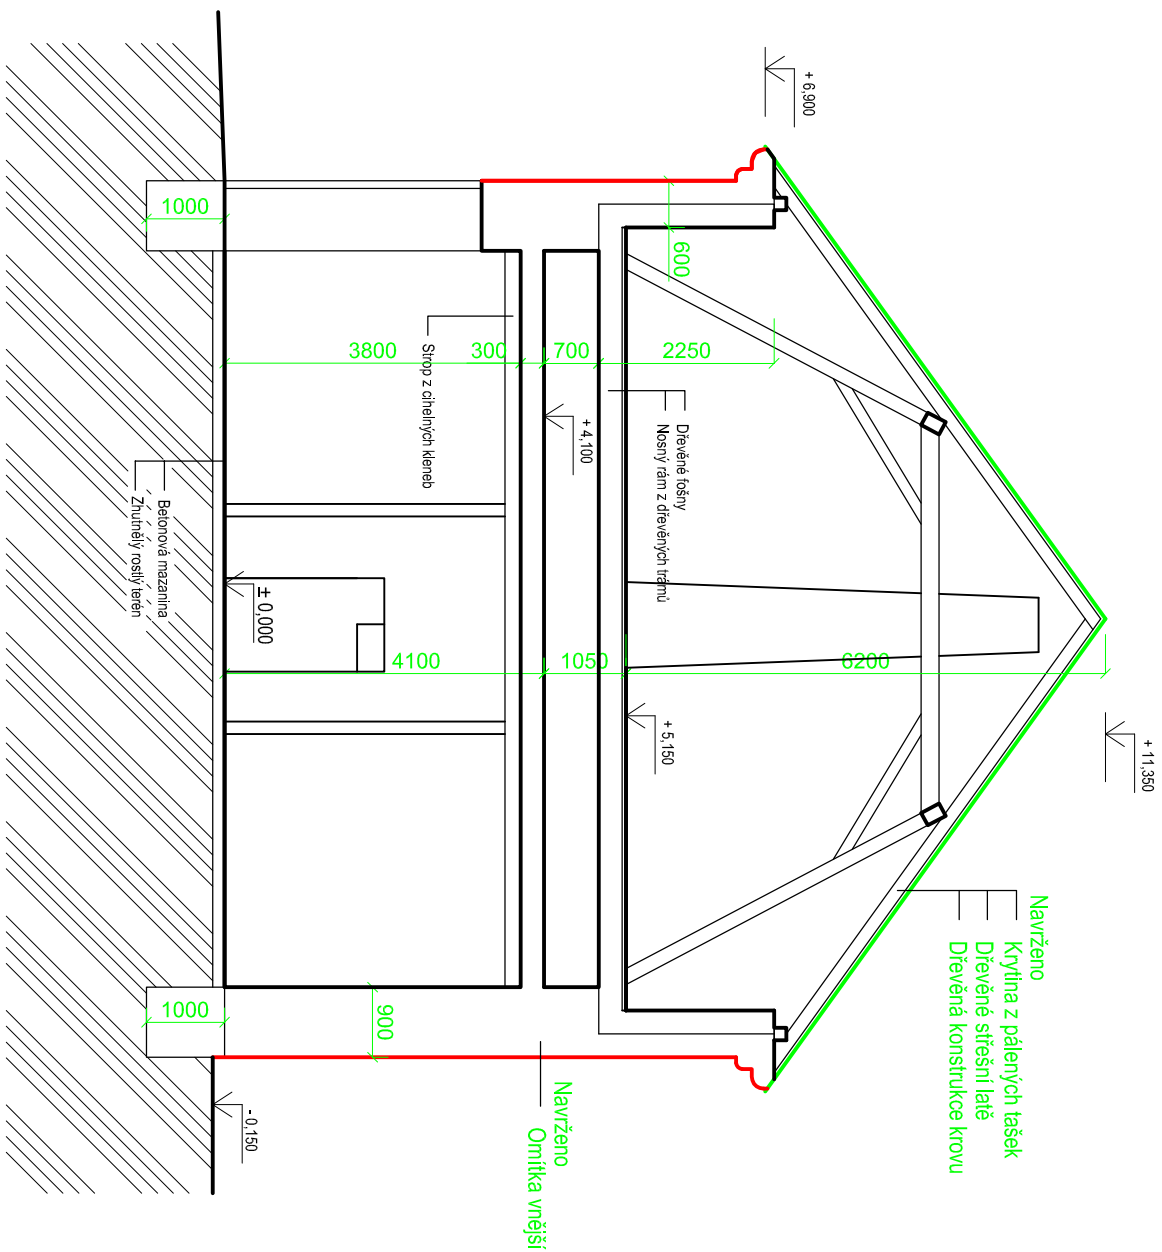 + 11,350
+ 6,900
Navrženo
Krytina z pálených tašek
Dřevěné střešní latě
Dřevěná konstrukce krovu
6200
2250
600
+ 5,150
Dřevěné fošny
Nosný rám z dřevěných trámů
700
1050
+ 4,100
300
Navrženo
Omítka vnější
Strop z cihelných kleneb
3800
4100
900
± 0,000
- 0,150
1000
1000
Betonová mazanina
Zhutnělý rostlý terén